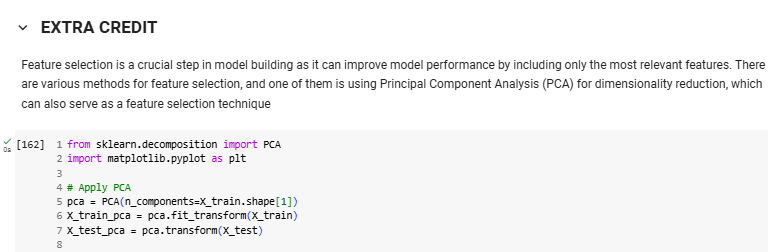 EXTRA CREDIT
Feature selection is a crucial step in model building as it can improve model performance by including only the most relevant features. There
are various methods for feature selection, and one of them is using Principal Component Analysis (PCA) for dimensionality reduction, which
can also serve as a feature selection technique
0s [162] 1 from sklearn.decomposition import PCA
2 import matplotlib.pyplot as plt
3
4 # Apply PCA
5 pca = PCA(n_components=X_train.shape[1])
6 X_train_pca = pca.fit_transform(X_train)
7 X_test_pca = pca.transform(X_test)
8